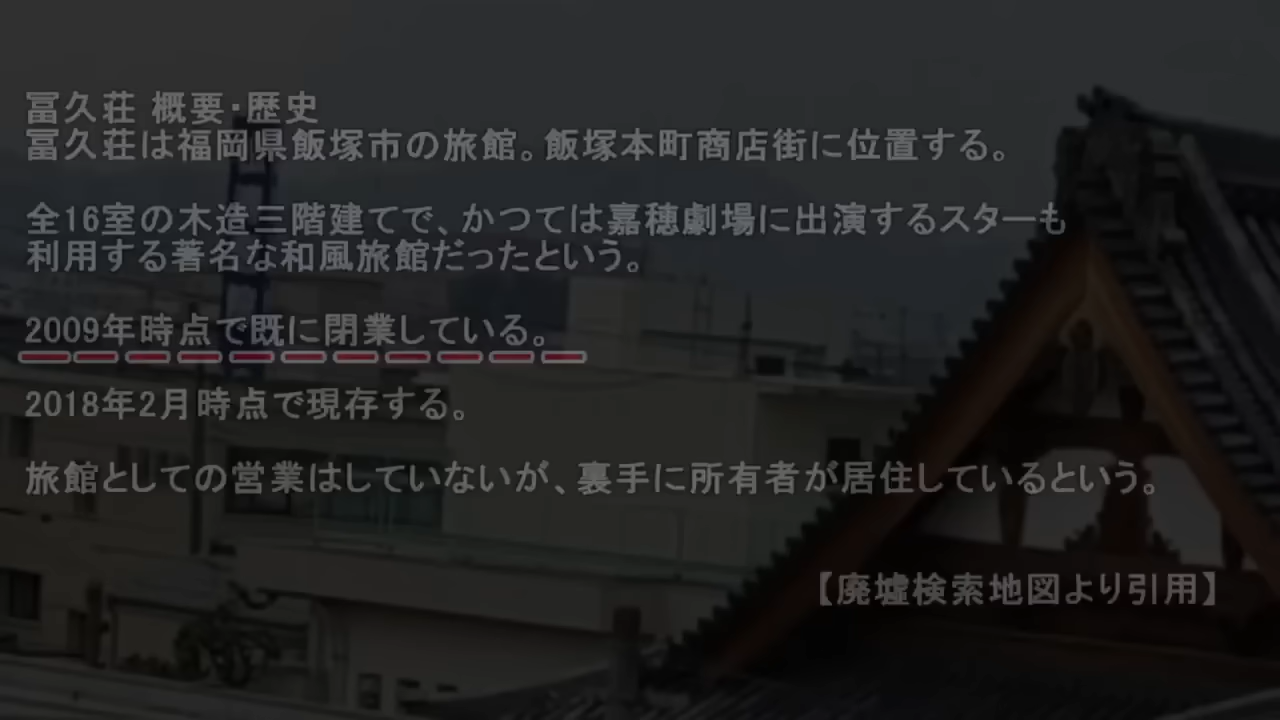 冨久荘 概要・歴史
冨久荘は福岡県飯塚市の旅館。飯塚本町商店街に位置する。
全16室の木造三階建てで、かつては嘉穂劇場に出演するスターも
利用する著名な和風旅館だったという。
2009年時点で既に閉業している。
2018年2月時点で現存する。
旅館としての営業はしていないが、裏手に所有者が居住しているという。
【廃墟検索地図より引用】